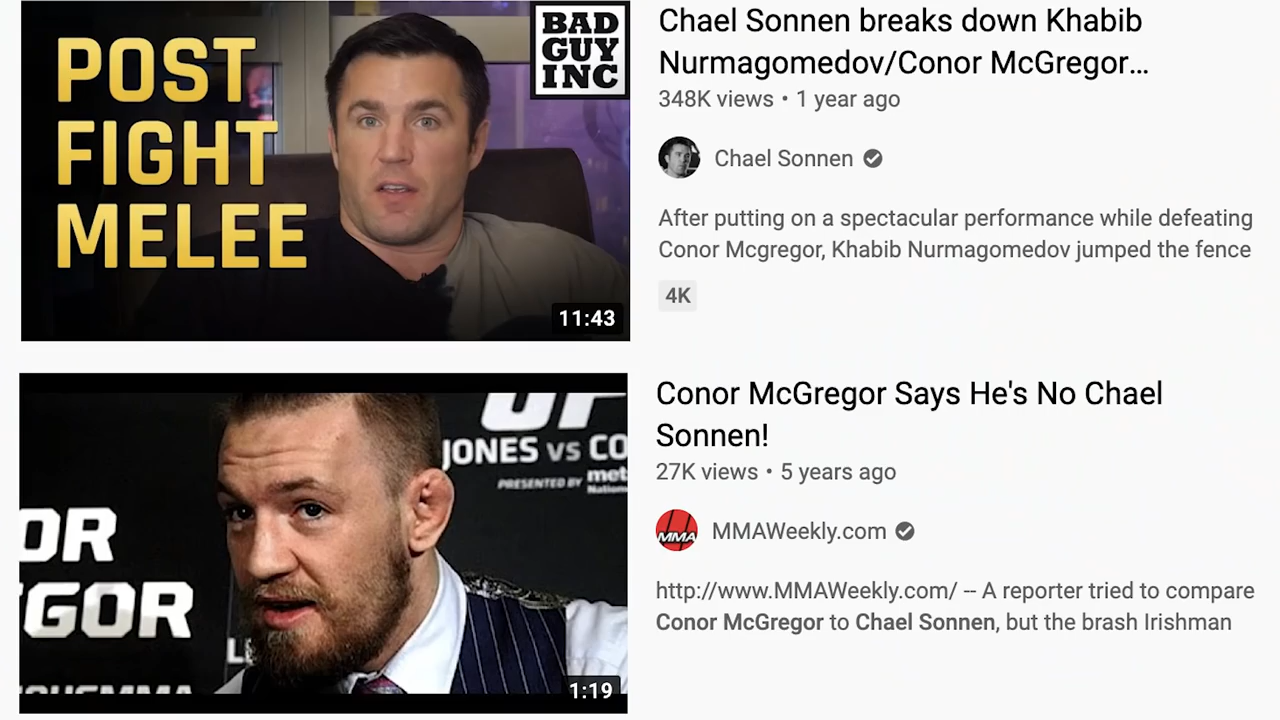 POST
FIGHT
MELEE
BAD
GUY
INC
11:43
Chael Sonnen breaks down Khabib
Nurmagomedov/Conor McGregor...
348K views • 1 year ago
Chael Sonnen
After putting on a spectacular performance while defeating
Conor Mcgregor, Khabib Nurmagomedov jumped the fence
4K
UF
JONES VS CO
PRESENTED BY met
OR
GOR
1:19
Conor McGregor Says He's No Chael
Sonnen!
27K views • 5 years ago
MMA
MMAWeekly.com
http://www.MMAWeekly.com/ -- A reporter tried to compare
Conor McGregor to Chael Sonnen, but the brash Irishman